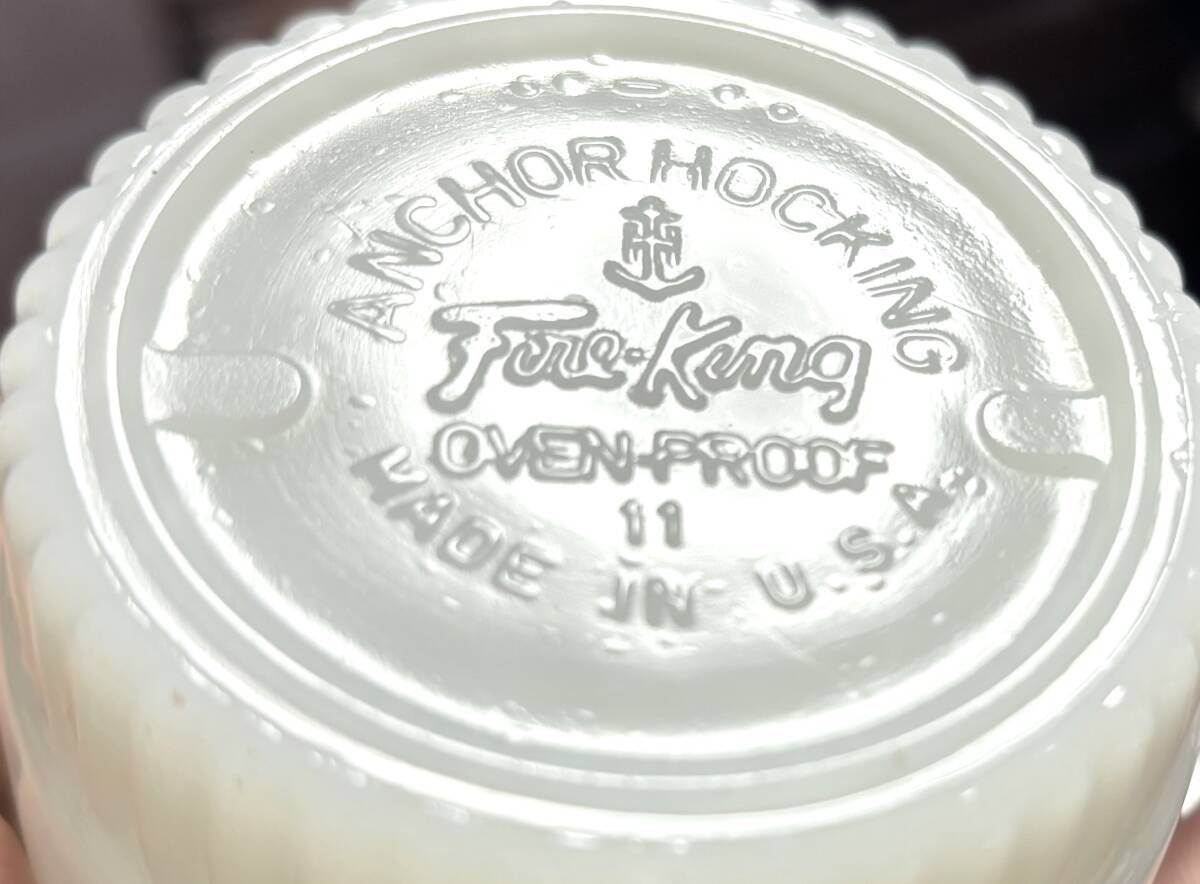 ANCHOR HOCKING
Fire-King
OVEN-PROOF
11
MADE IN U.S.A.